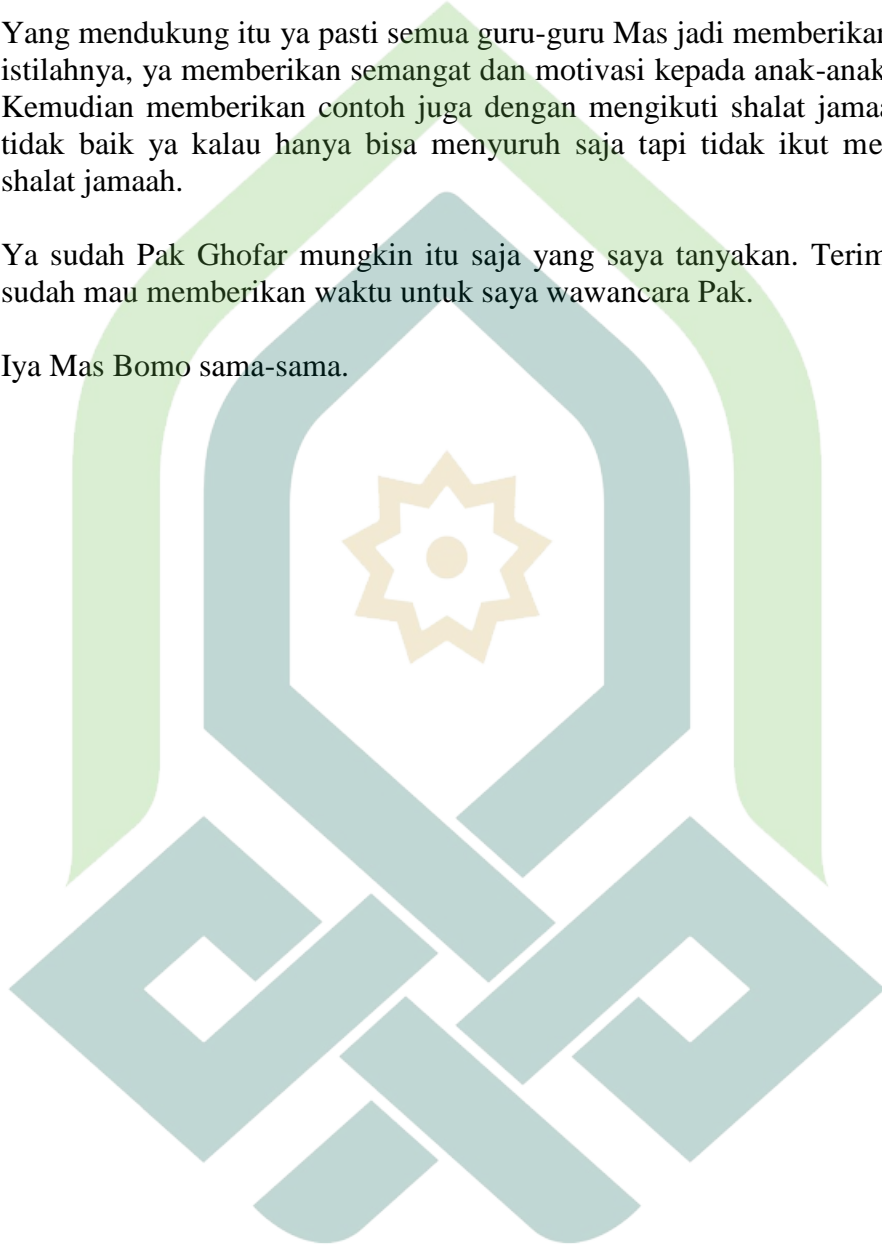 Yang mendukung itu ya pasti semua guru-guru Mas jadi memberikan
istilahnya, ya memberikan semangat dan motivasi kepada anak-anak
Kemudian memberikan contoh juga dengan mengikuti shalat jamaa
tidak baik ya kalau hanya bisa menyuruh saja tapi tidak ikut me
shalat jamaah.
Ya sudah Pak Ghofar mungkin itu saja yang saya tanyakan. Terim
sudah mau memberikan waktu untuk saya wawancara Pak.
Iya Mas Bomo sama-sama.